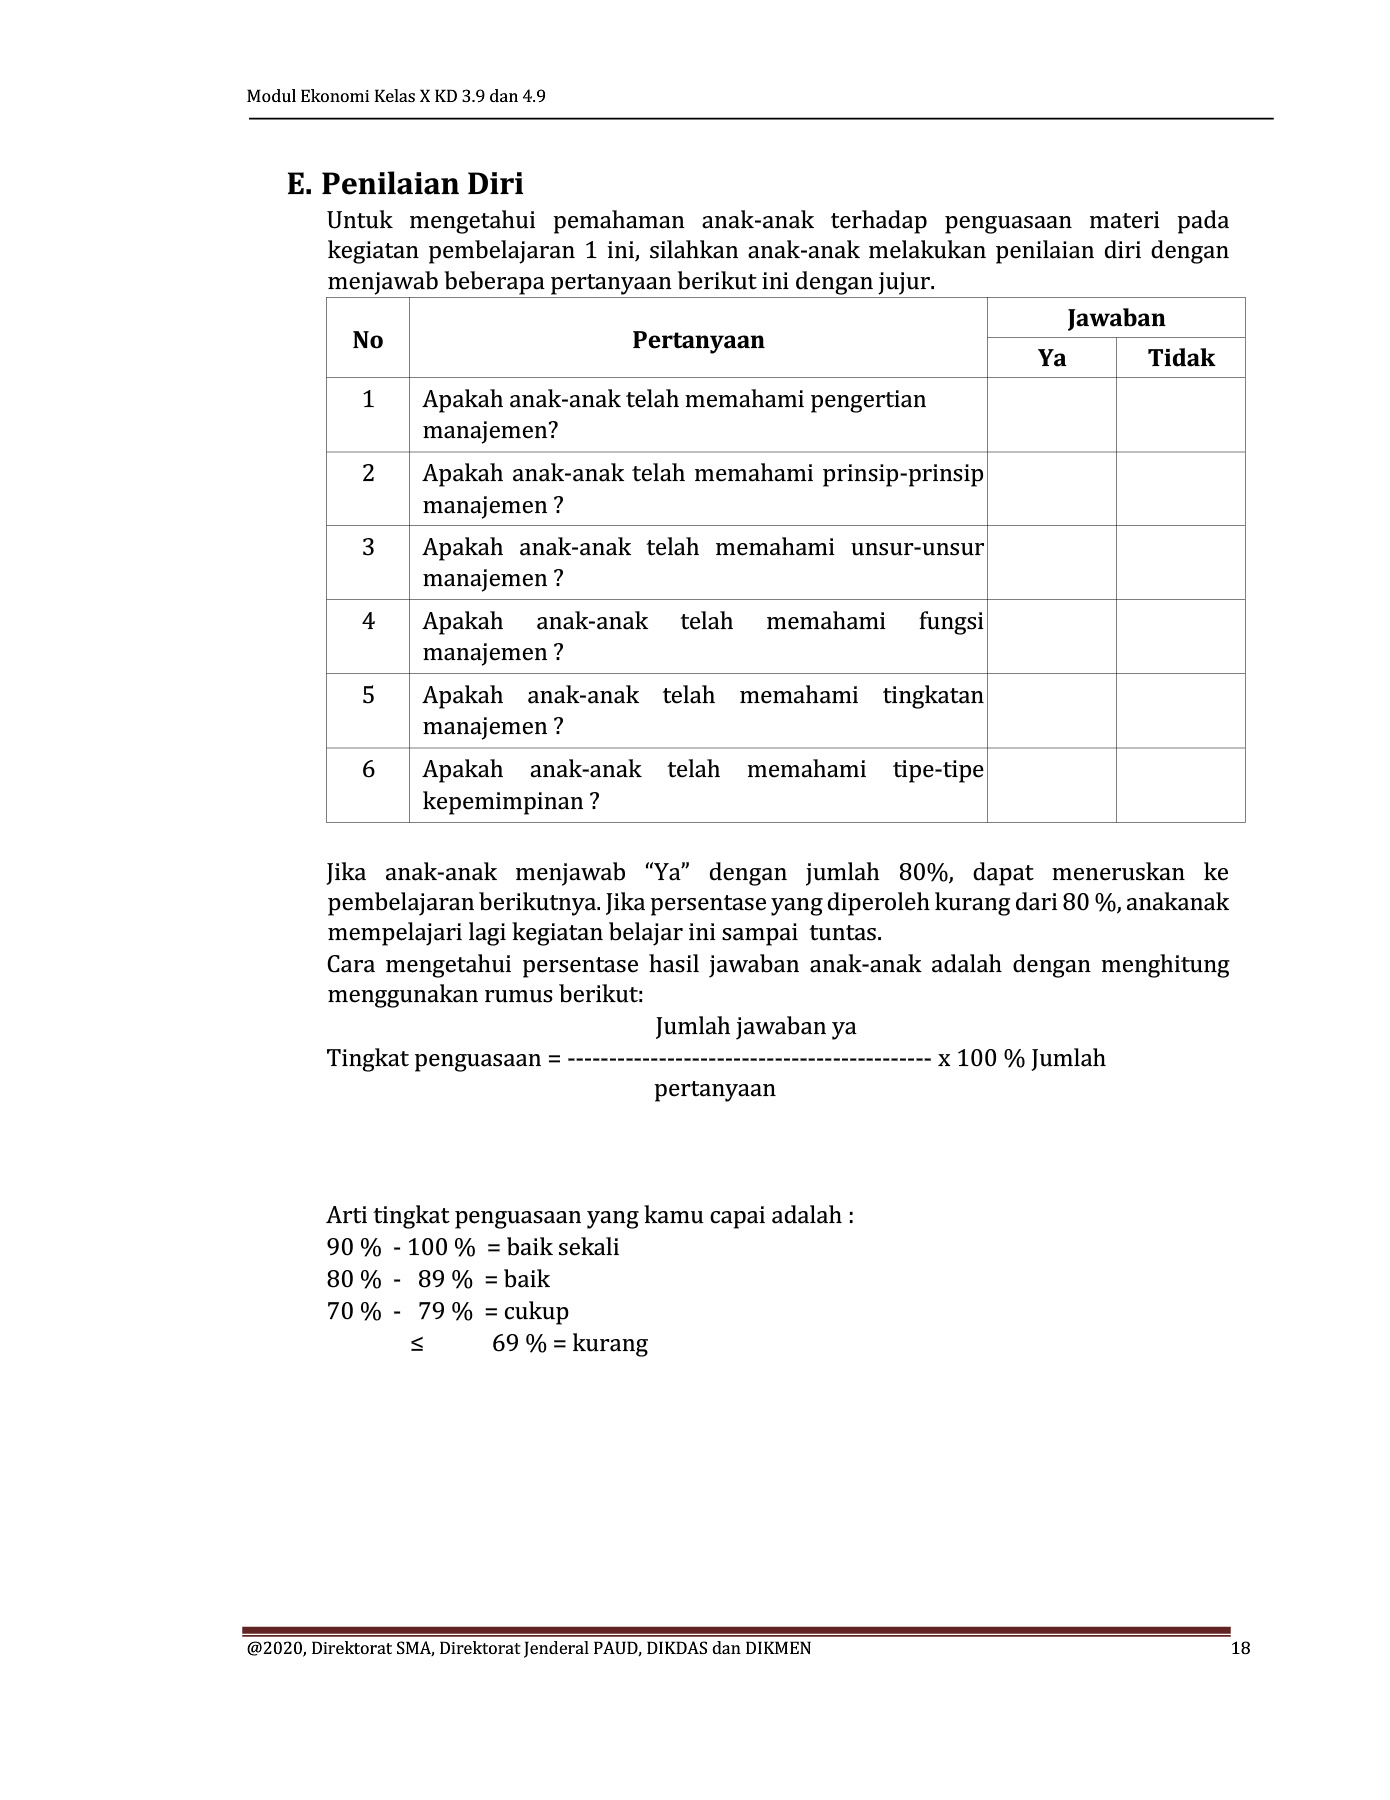 Modul Ekonomi Kelas X KD 3.9 dan 4.9
E. Penilaian Diri
Untuk mengetahui pemahaman anak-anak terhadap penguasaan materi pada
kegiatan pembelajaran 1 ini, silahkan anak-anak melakukan penilaian diri dengan
menjawab beberapa pertanyaan berikut ini dengan jujur.
No Pertanyaan Jawaban
Ya Tidak
1 Apakah anak-anak telah memahami pengertian
manajemen?
2 Apakah anak-anak telah memahami prinsip-prinsip
manajemen ?
3 Apakah anak-anak telah memahami unsur-unsur
manajemen ?
4 Apakah anak-anak telah memahami fungsi
manajemen ?
5 Apakah anak-anak telah memahami tingkatan
manajemen ?
6 Apakah anak-anak telah memahami tipe-tipe
kepemimpinan ?
Jika anak-anak menjawab “Ya” dengan jumlah 80%, dapat meneruskan ke
pembelajaran berikutnya. Jika persentase yang diperoleh kurang dari 80 %, anakanak
mempelajari lagi kegiatan belajar ini sampai tuntas.
Cara mengetahui persentase hasil jawaban anak-anak adalah dengan menghitung
menggunakan rumus berikut:
Jumlah jawaban ya
Tingkat penguasaan = -------------------------------------------- x 100 % Jumlah
pertanyaan
Arti tingkat penguasaan yang kamu capai adalah :
90 % - 100 % = baik sekali
80 % - 89 % = baik
70 % - 79 % = cukup
≤ 69 % = kurang
@2020, Direktorat SMA, Direktorat Jenderal PAUD, DIKDAS dan DIKMEN 18